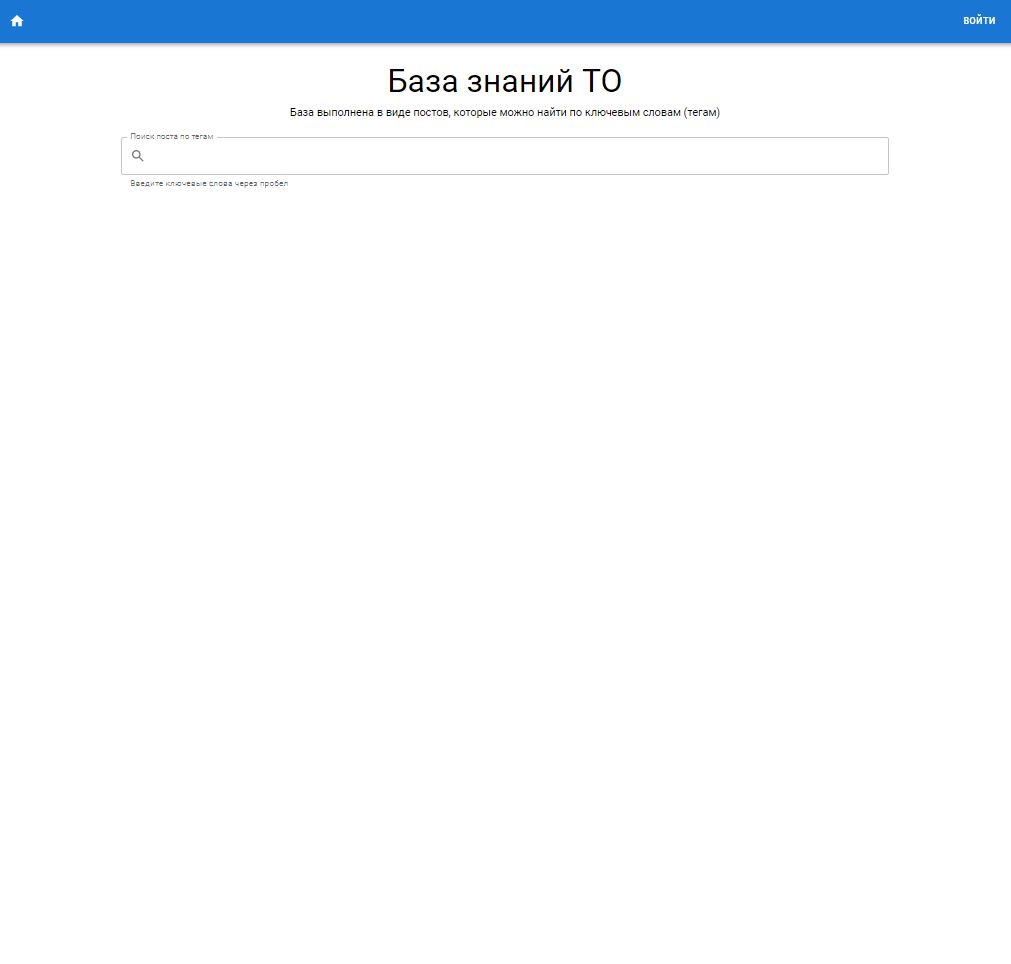 ВОЙТИ
База знаний ТО
База выполнена в виде постов, которые можно найти по ключевым словам (тегам)
Поиск поста по тегам
Введите ключевые слова через пробел